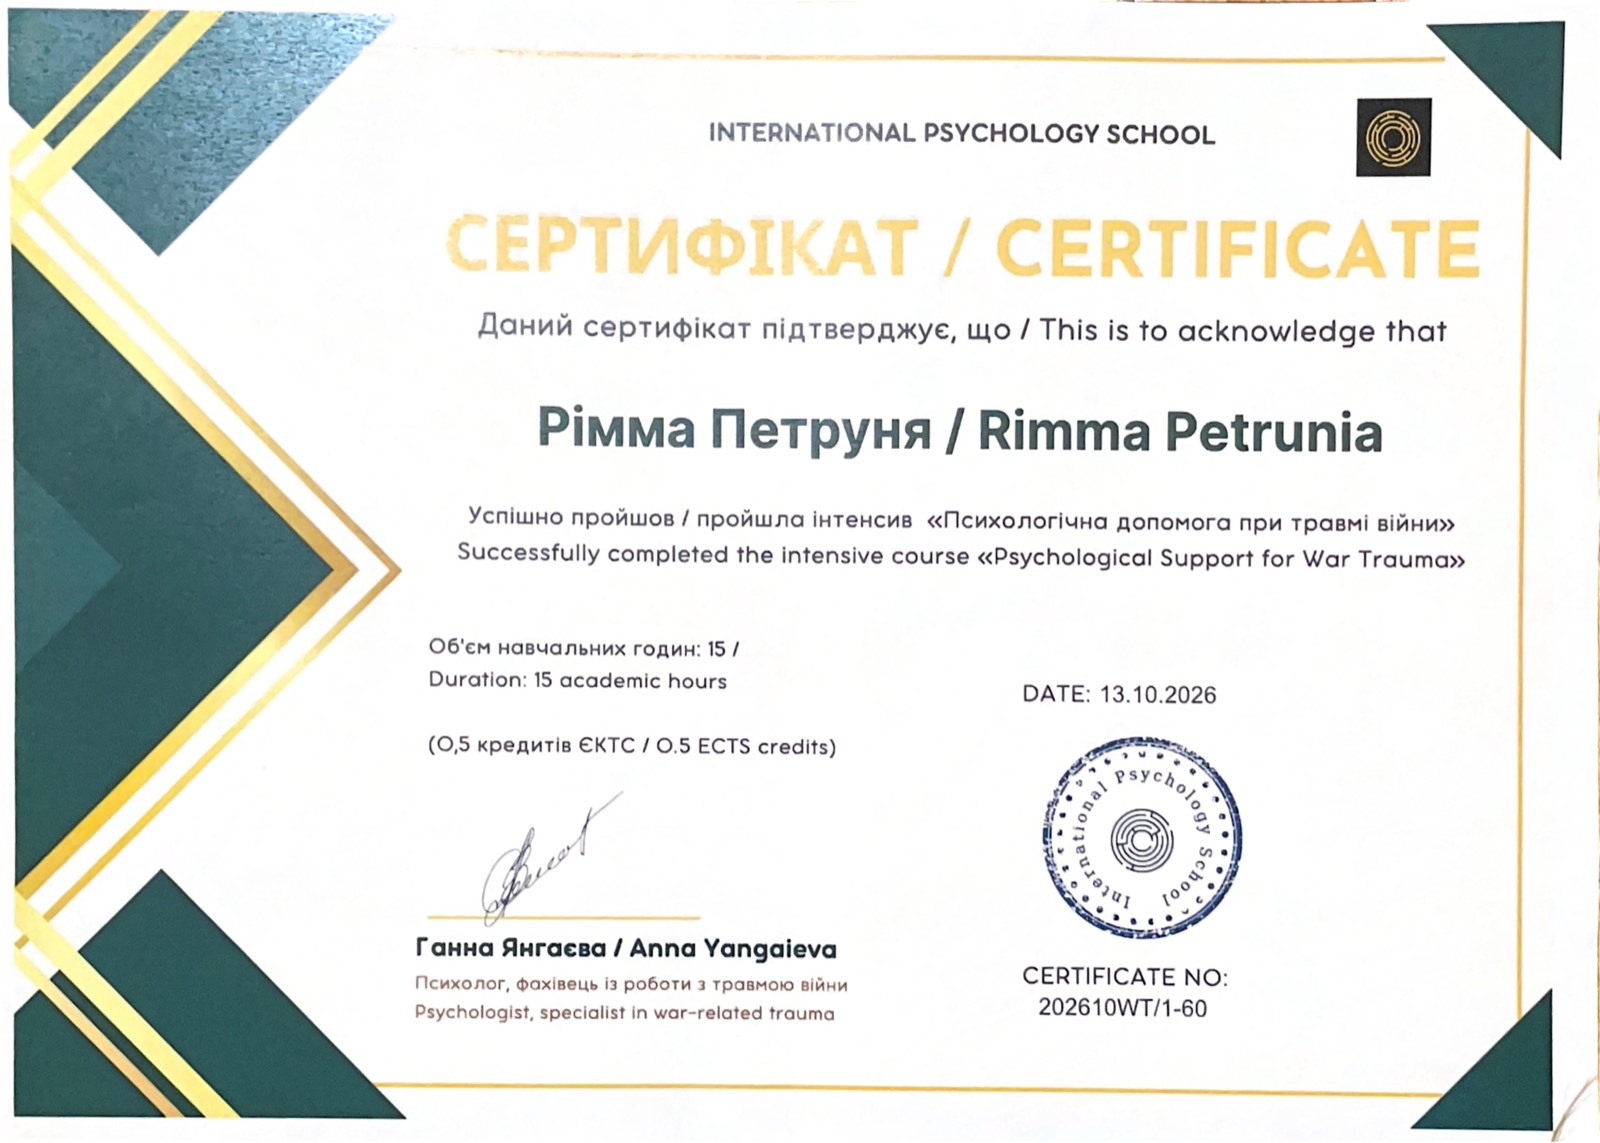 INTERNATIONAL PSYCHOLOGY SCHOOL
СЕРТИФІКАТ / CERTIFICATE
Даний сертифікат підтверджує, що / This is to acknowledge that
Рімма Петруня / Rimma Petrunia
Успішно пройшов / пройшла інтенсив «Психологічна допомога при травмі війни»
Successfully completed the intensive course «Psychological Support for War Trauma»
Об'єм навчальних годин: 15 /
Duration: 15 academic hours
(0,5 кредитів ЄКТС / 0.5 ECTS credits)
DATE: 13.10.2026
International Psychology School
Ганна Янгаєва / Anna Yangaieva
Психолог, фахівець із роботи з травмою війни
Psychologist, specialist in war-related trauma
CERTIFICATE NO:
202610WT/1-60